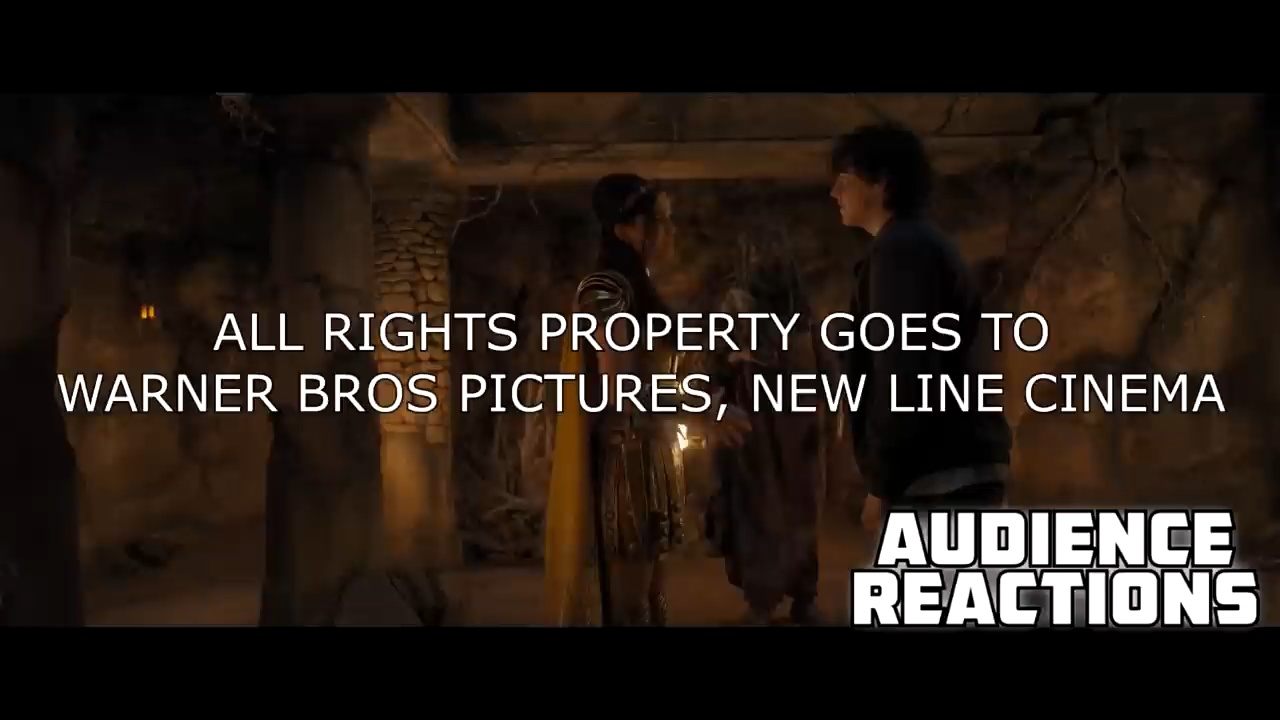 ALL RIGHTS PROPERTY GOES TO
WARNER BROS PICTURES, NEW LINE CINEMA
AUDIENCE
REACTIONS